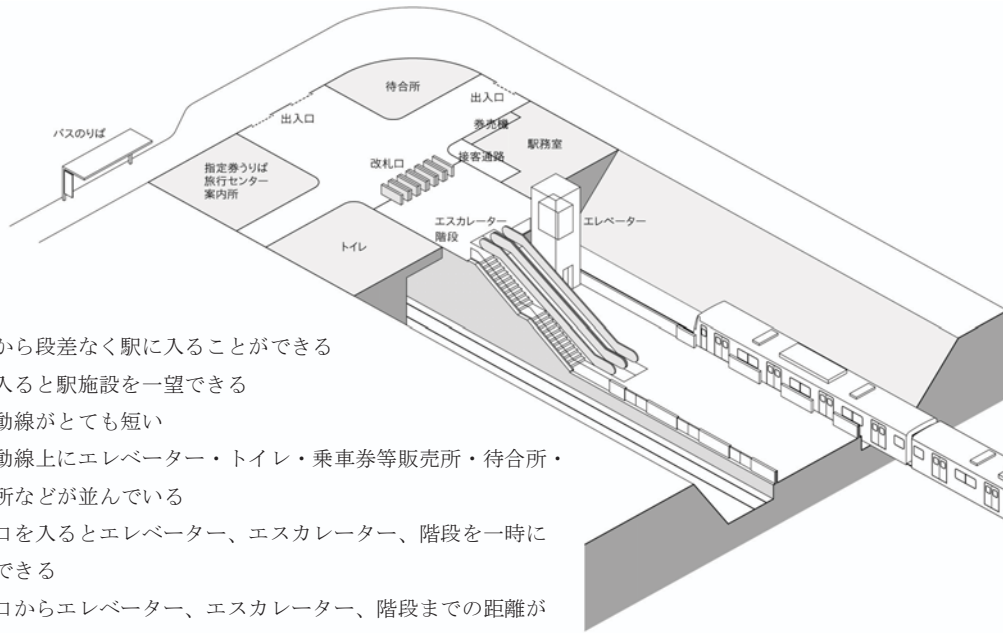 待合所
出入口
出入口
券売機
バスのりば
駅務室
接客通路
改札口
指定券うりば
旅行センター
案内所
エスカレーター
階段
エレベーター
トイレ
から段差なく駅に入ることができる
入ると駅施設を一望できる
動線がとても短い
動線上にエレベーター・トイレ・乗車券等販売所・待合所・
所などが並んでいる
口を入るとエレベーター、エスカレーター、階段を一時に
できる
口からエレベーター、エスカレーター、階段までの距離が